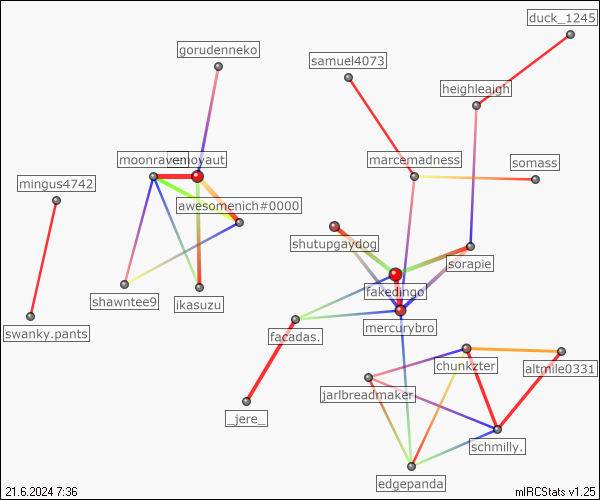 duck_1245
gorudenneko
samuel4073
heighleaigh
moonraven
marcemadness
somass
mingus4742
awesomenich#0000
shutupgaydog
sorapie
fakedingo
shawntee9
ikasuzu
mercurybro
swanky.pants
facadas.
chunkzter
altmile0331
jarlbreadmaker
_jere_
schmilly.
edgepanda
21.6.2024 7:36
mIRCStats v1.25